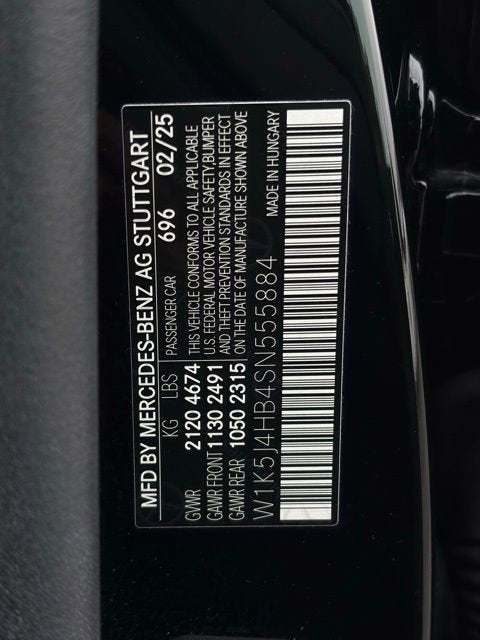 MFD BY MERCEDES-BENZ AG STUTTGART
KG LBS PASSENGER CAR 696 02/25
GVWR 2120 4674 THIS VEHICLE CONFORMS TO ALL APPLICABLE
GAWR FRONT 1130 2491 U.S. FEDERAL MOTOR VEHICLE SAFETY, BUMPER
AND THEFT PREVENTION STANDARDS IN EFFECT
GAWR REAR 1050 2315 ON THE DATE OF MANUFACTURE SHOWN ABOVE
W1K5J4HB4SN555884 MADE IN HUNGARY